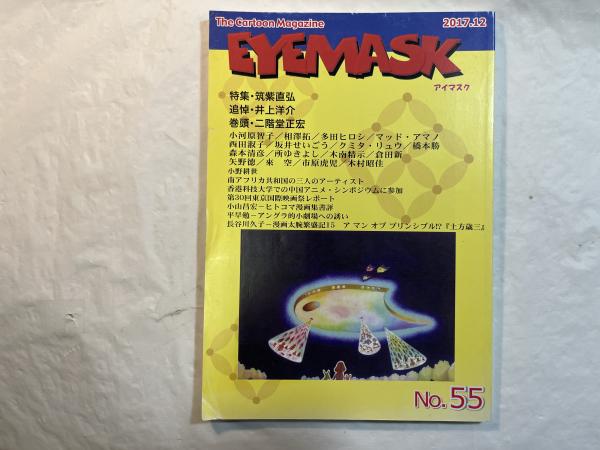 The Cartoon Magazine
2017.12
EYEMASK
アイマスク
特集・筑紫直弘
追悼・井上洋介
巻頭・二階堂正宏
小河原智子／相澤拓／多田ヒロシ／マッド・アマノ
西田淑子／坂井せいごう／クミタ・リュウ／橋本勝
森本清彦／所ゆきよし／木南精示／倉田新
矢野徳／來 空／市原虎児／木村昭佳
小野耕世
南アフリカ共和国の三人のアーティスト
香港科技大学での中国アニメ・シンポジウムに参加
第30回東京国際映画祭レポート
小山昌宏－ヒトコマ漫画集書評
平早勉－アングラ的小劇場への誘い
長谷川久子－漫画太腕繁盛記15 ア マン オブ プリンシプル!?『土方歳三』
No.55